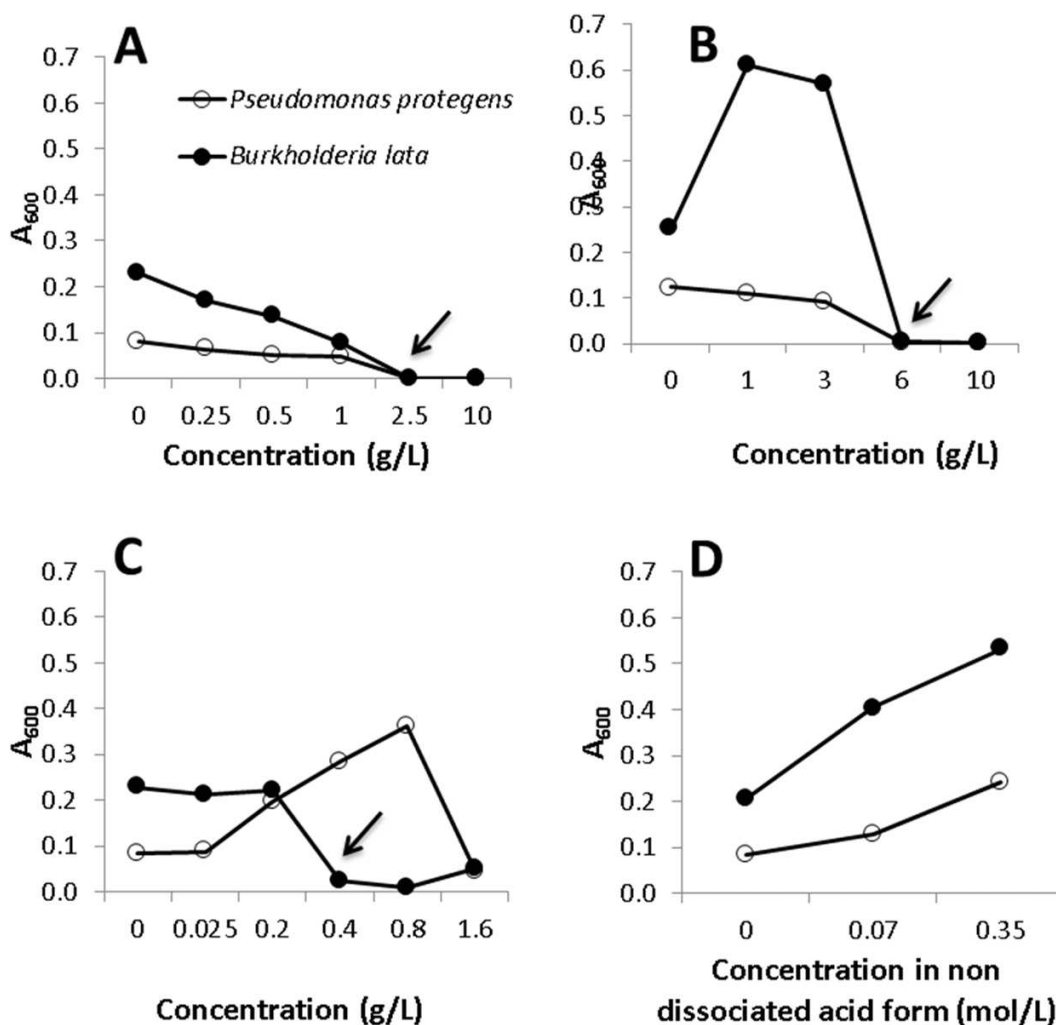 A
0.7
0.6
0.5
0.4
0.3
0.2
0.1
0.0
A600
Pseudomonas protegens
Burkholderia lata
0 0.25 0.5 1 2.5 10
Concentration (g/L)
B
0.7
0.6
0.5
0.4
0.3
0.2
0.1
0.0
A600
0 1 3 6 10
Concentration (g/L)
C
0.7
0.6
0.5
0.4
0.3
0.2
0.1
0.0
A600
0 0.025 0.2 0.4 0.8 1.6
Concentration (g/L)
D
0.7
0.6
0.5
0.4
0.3
0.2
0.1
0.0
A600
0 0.07 0.35
Concentration in non
dissociated acid form (mol/L)